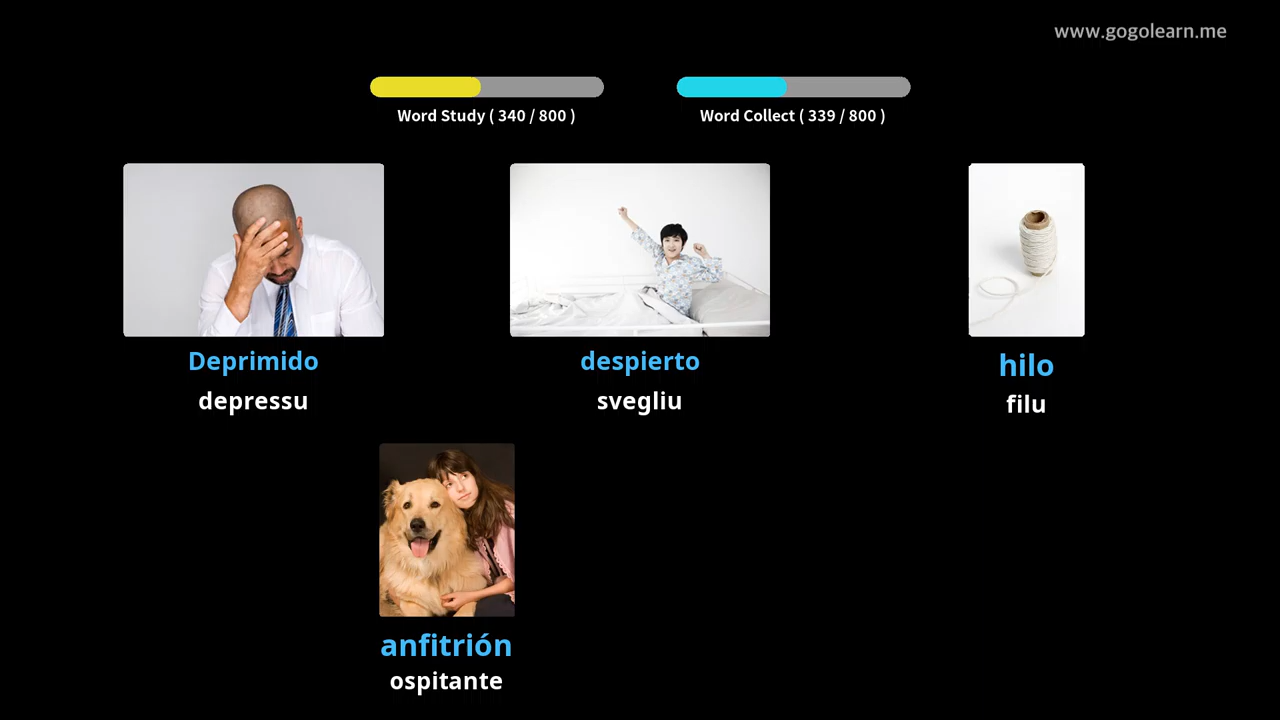 www.gogolearn.me
Word Study ( 340 / 800 )
Word Collect ( 339 / 800 )
Deprimido
depressu
despierto
svegliu
hilo
filu
anfitrión
ospitante